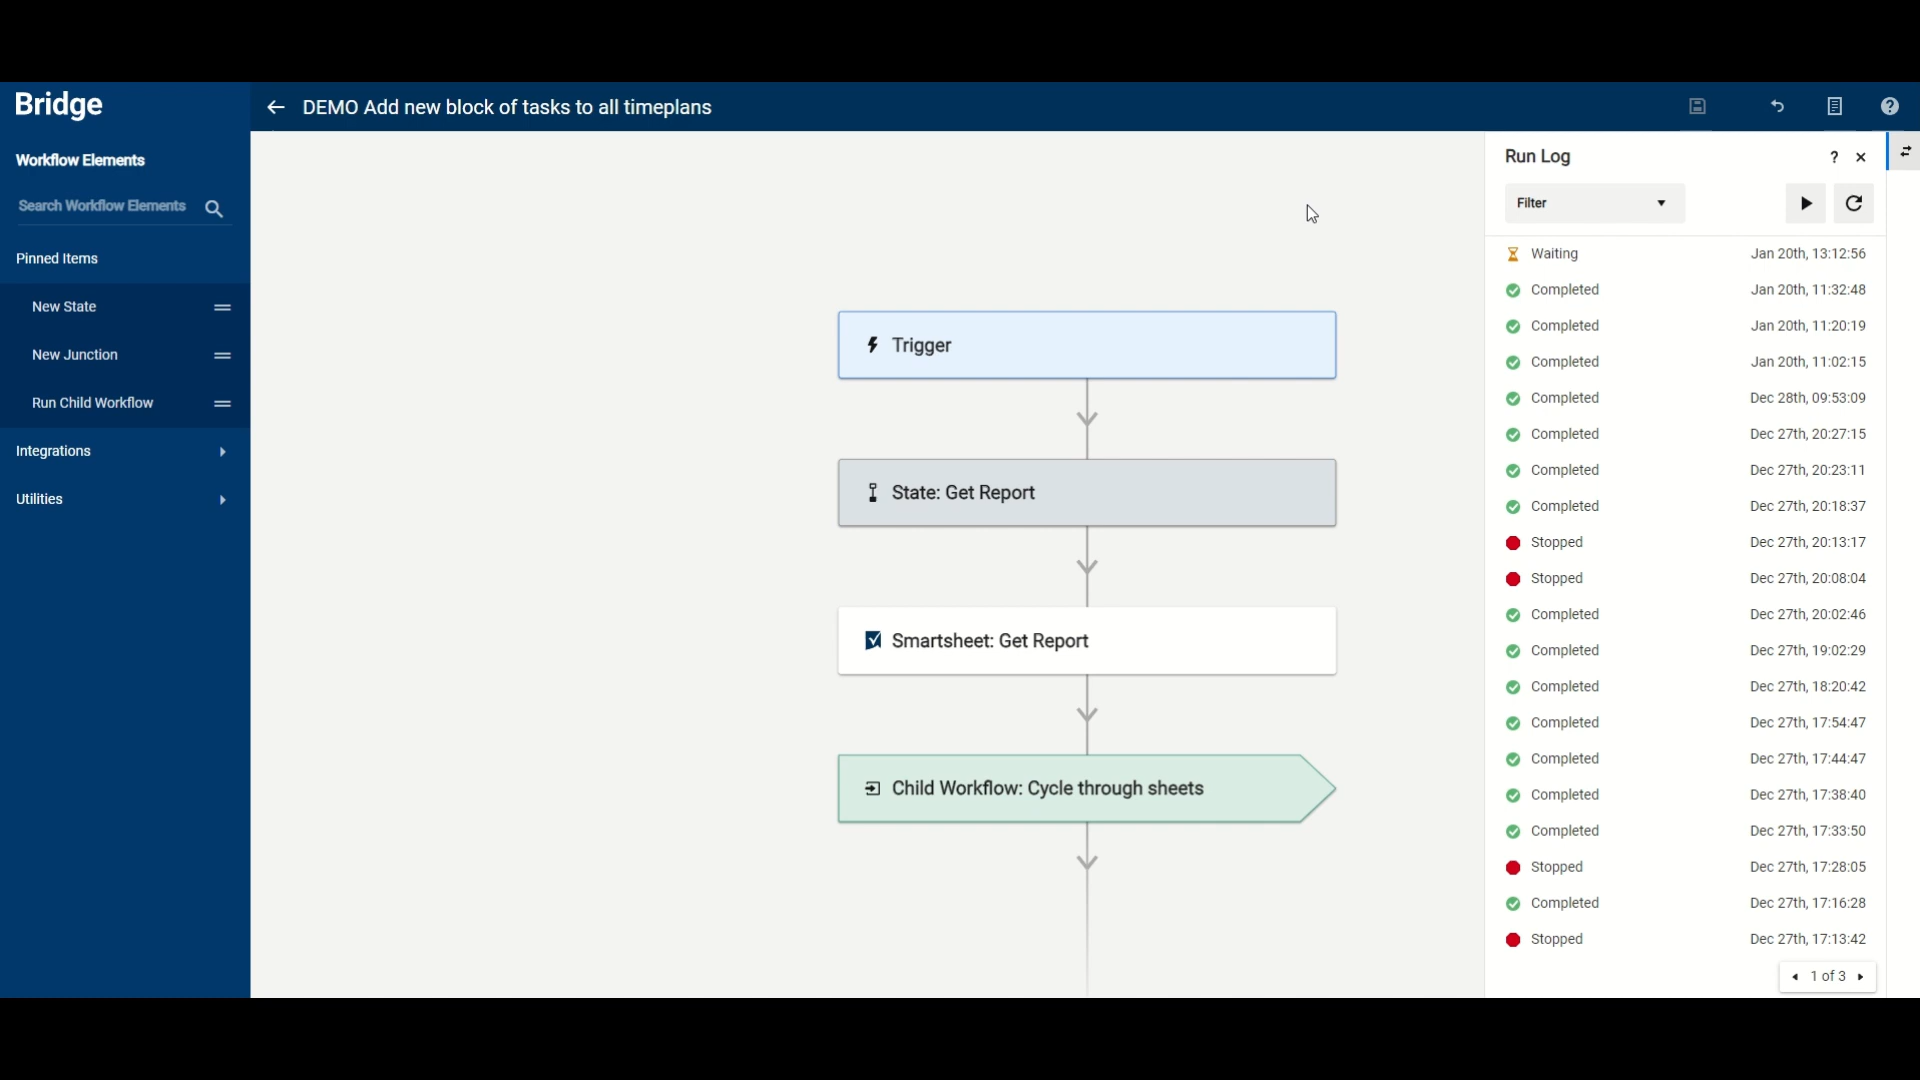 Bridge
DEMO Add new block of tasks to all timeplans
Workflow Elements
Search Workflow Elements
Pinned Items
New State
New Junction
Run Child Workflow
Integrations
Utilities
Trigger
State: Get Report
Smartsheet: Get Report
Child Workflow: Cycle through sheets
Run Log
?
Filter
Waiting Jan 20th, 13:12:56
Completed Jan 20th, 11:32:48
Completed Jan 20th, 11:20:19
Completed Jan 20th, 11:02:15
Completed Dec 28th, 09:53:09
Completed Dec 27th, 20:27:15
Completed Dec 27th, 20:23:11
Completed Dec 27th, 20:18:37
Stopped Dec 27th, 20:13:17
Stopped Dec 27th, 20:08:04
Completed Dec 27th, 20:02:46
Completed Dec 27th, 19:02:29
Completed Dec 27th, 18:20:42
Completed Dec 27th, 17:54:47
Completed Dec 27th, 17:44:47
Completed Dec 27th, 17:38:40
Completed Dec 27th, 17:33:50
Stopped Dec 27th, 17:28:05
Completed Dec 27th, 17:16:28
Stopped Dec 27th, 17:13:42
1 of 3